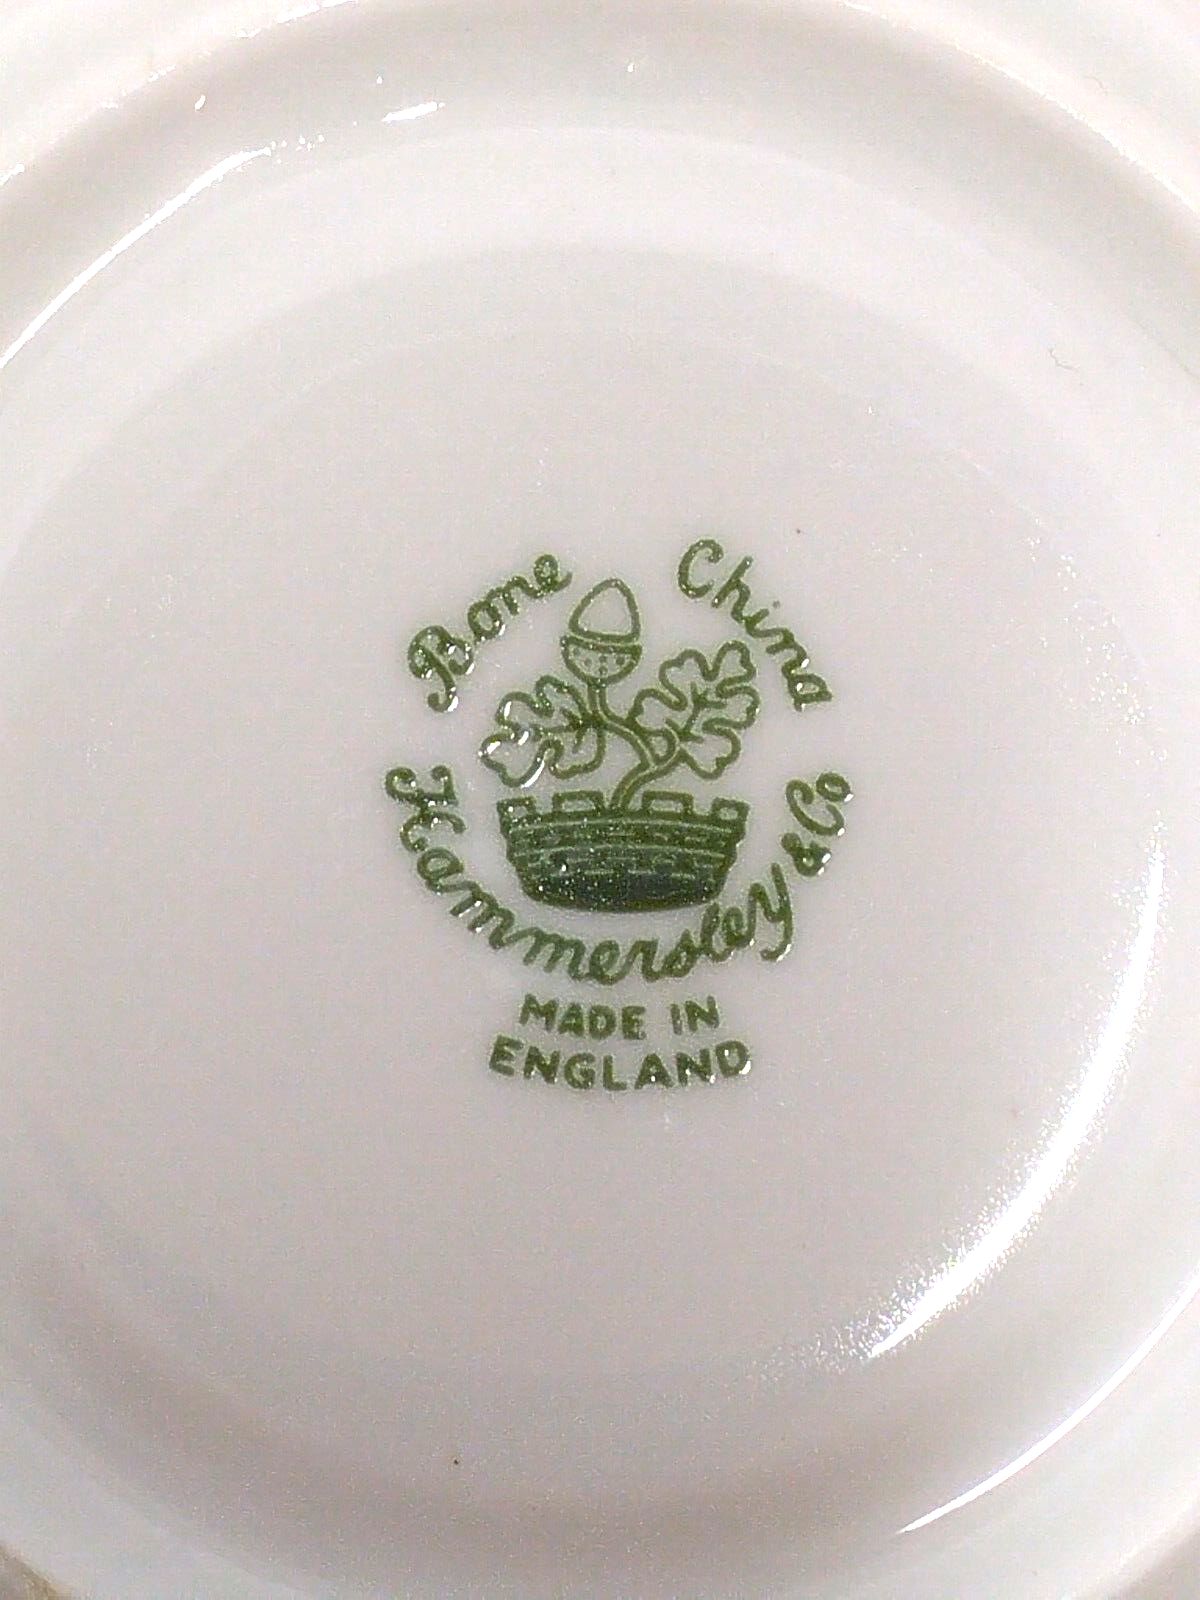 Bone China
Hammersley & Co
MADE IN
ENGLAND